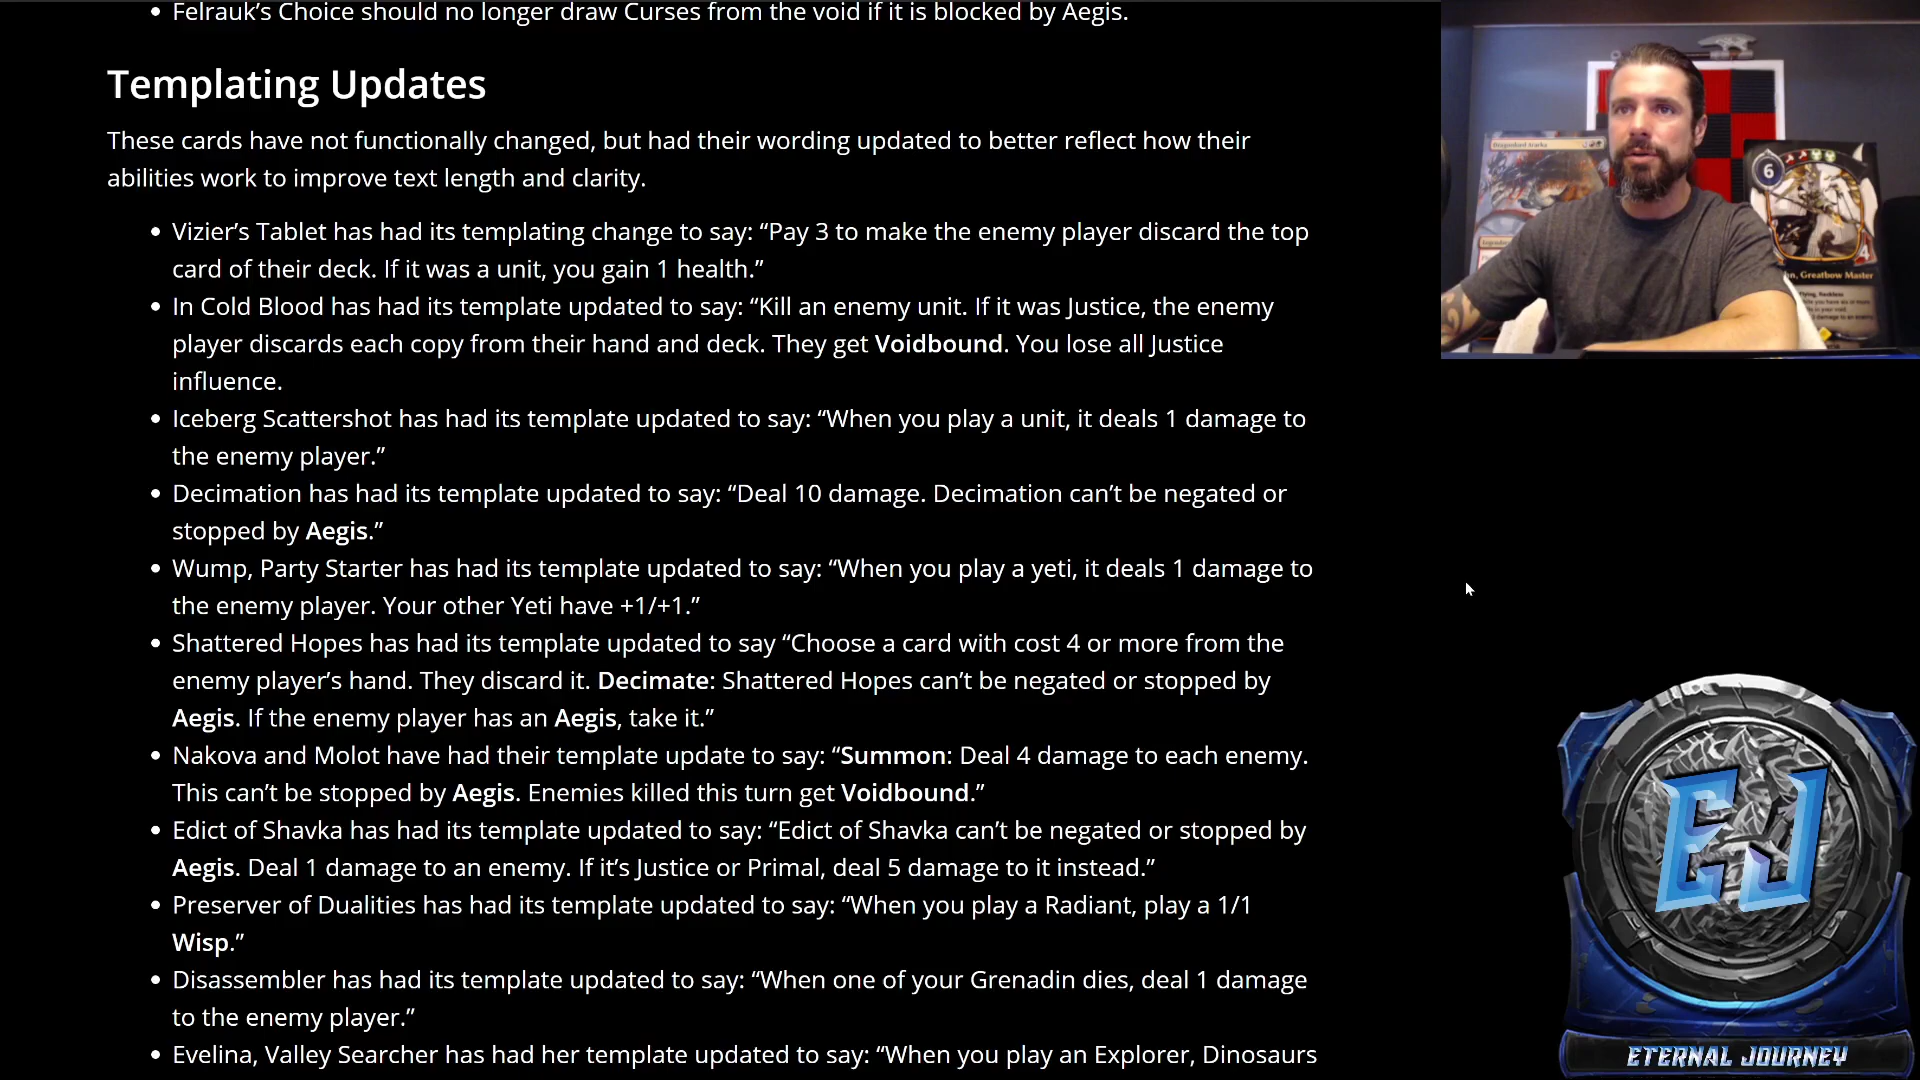 • Felrauk’s Choice should no longer draw Curses from the void if it is blocked by Aegis.
Templating Updates
These cards have not functionally changed, but had their wording updated to better reflect how their
abilities work to improve text length and clarity.
• Vizier’s Tablet has had its templating change to say: “Pay 3 to make the enemy player discard the top
card of their deck. If it was a unit, you gain 1 health.”
• In Cold Blood has had its template updated to say: “Kill an enemy unit. If it was Justice, the enemy
player discards each copy from their hand and deck. They get Voidbound. You lose all Justice
influence.
• Iceberg Scattershot has had its template updated to say: “When you play a unit, it deals 1 damage to
the enemy player.”
• Decimation has had its template updated to say: “Deal 10 damage. Decimation can’t be negated or
stopped by Aegis.”
• Wump, Party Starter has had its template updated to say: “When you play a yeti, it deals 1 damage to
the enemy player. Your other Yeti have +1/+1.”
• Shattered Hopes has had its template updated to say “Choose a card with cost 4 or more from the
enemy player’s hand. They discard it. Decimate: Shattered Hopes can’t be negated or stopped by
Aegis. If the enemy player has an Aegis, take it.”
• Nakova and Molot have had their template update to say: “Summon: Deal 4 damage to each enemy.
This can’t be stopped by Aegis. Enemies killed this turn get Voidbound.”
• Edict of Shavka has had its template updated to say: “Edict of Shavka can’t be negated or stopped by
Aegis. Deal 1 damage to an enemy. If it’s Justice or Primal, deal 5 damage to it instead.”
• Preserver of Dualities has had its template updated to say: “When you play a Radiant, play a 1/1
Wisp.”
• Disassembler has had its template updated to say: “When one of your Grenadin dies, deal 1 damage
to the enemy player.”
• Evelina, Valley Searcher has had her template updated to say: “When you play an Explorer, Dinosaurs
6
4
Greatbow Master
EJ
ETERNAL JOURNEY